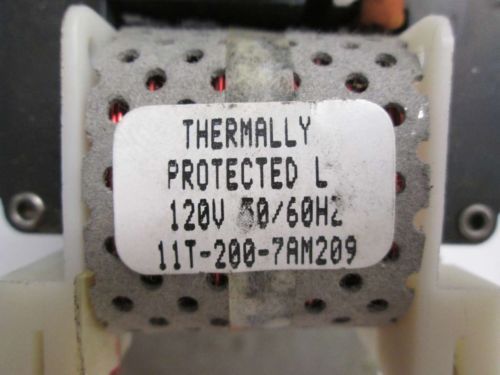 THERMALLY
PROTECTED L
120V 50/60HZ
11T-200-7AM209